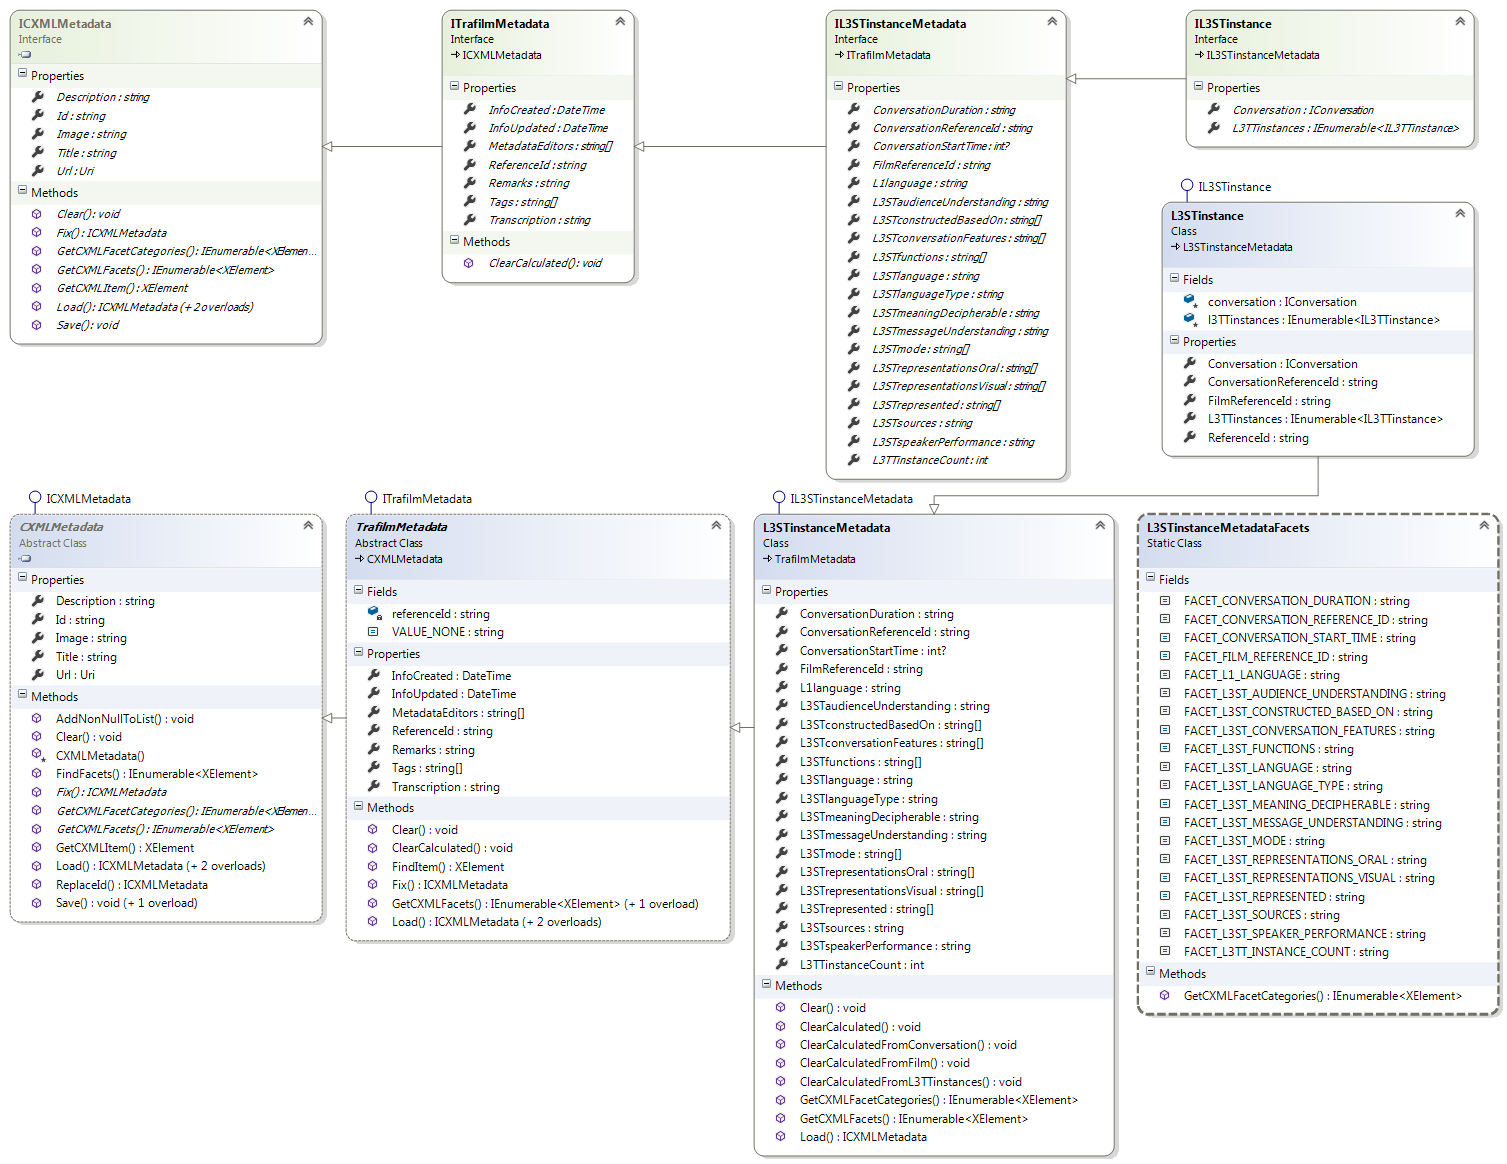 ICXMLMetadata
Interface
Properties
Description : string
Id : string
Image : string
Title : string
Url : Uri
Methods
Clear() : void
Fix() : ICXMLMetadata
GetCXMLFacetCategories() : IEnumerable<XElemen...
GetCXMLFacets() : IEnumerable<XElement>
GetCXMLItem() : XElement
Load() : ICXMLMetadata (+ 2 overloads)
Save() : void
ITrafilmMetadata
Interface
ICXMLMetadata
Properties
InfoCreated : DateTime
InfoUpdated : DateTime
MetadataEditors : string[]
ReferenceId : string
Remarks : string
Tags : string[]
Transcription : string
Methods
ClearCalculated() : void
IL3STinstanceMetadata
Interface
ITrafilmMetadata
Properties
ConversationDuration : string
ConversationReferenceId : string
ConversationStartTime : int?
FilmReferenceId : string
L1language : string
L3STaudienceUnderstanding : string
L3STconstructedBasedOn : string[]
L3STconversationFeatures : string[]
L3STfunctions : string[]
L3STlanguage : string
L3STlanguageType : string
L3STmeaningDecipherable : string
L3STmessageUnderstanding : string
L3STmode : string[]
L3STrepresentationsOral : string[]
L3STrepresentationsVisual : string[]
L3STrepresented : string[]
L3STsources : string
L3STspeakerPerformance : string
L3TTinstanceCount : int
IL3STinstance
Interface
IL3STinstanceMetadata
Properties
Conversation : IConversation
L3TTinstances : IEnumerable<IL3TTinstance>
IL3STinstance
L3STinstance
Class
L3STinstanceMetadata
Fields
conversation : IConversation
l3TTinstances : IEnumerable<IL3TTinstance>
Properties
Conversation : IConversation
ConversationReferenceId : string
FilmReferenceId : string
L3TTinstances : IEnumerable<IL3TTinstance>
ReferenceId : string
ICXMLMetadata
CXMLMetadata
Abstract Class
Properties
Description : string
Id : string
Image : string
Title : string
Url : Uri
Methods
AddNonNullToList() : void
Clear() : void
CXMLMetadata()
FindFacets() : IEnumerable<XElement>
Fix() : ICXMLMetadata
GetCXMLFacetCategories() : IEnumerable<XElemen...
GetCXMLFacets() : IEnumerable<XElement>
GetCXMLItem() : XElement
Load() : ICXMLMetadata (+ 2 overloads)
ReplaceId() : ICXMLMetadata
Save() : void (+ 1 overload)
ITrafilmMetadata
TrafilmMetadata
Abstract Class
CXMLMetadata
Fields
referenceId : string
VALUE_NONE : string
Properties
InfoCreated : DateTime
InfoUpdated : DateTime
MetadataEditors : string[]
ReferenceId : string
Remarks : string
Tags : string[]
Transcription : string
Methods
Clear() : void
ClearCalculated() : void
FindItem() : XElement
Fix() : ICXMLMetadata
GetCXMLFacets() : IEnumerable<XElement> (+ 1 overload)
Load() : ICXMLMetadata (+ 2 overloads)
IL3STinstanceMetadata
L3STinstanceMetadata
Class
TrafilmMetadata
Properties
ConversationDuration : string
ConversationReferenceId : string
ConversationStartTime : int?
FilmReferenceId : string
L1language : string
L3STaudienceUnderstanding : string
L3STconstructedBasedOn : string[]
L3STconversationFeatures : string[]
L3STfunctions : string[]
L3STlanguage : string
L3STlanguageType : string
L3STmeaningDecipherable : string
L3STmessageUnderstanding : string
L3STmode : string[]
L3STrepresentationsOral : string[]
L3STrepresentationsVisual : string[]
L3STrepresented : string[]
L3STsources : string
L3STspeakerPerformance : string
L3TTinstanceCount : int
Methods
Clear() : void
ClearCalculated() : void
ClearCalculatedFromConversation() : void
ClearCalculatedFromFilm() : void
ClearCalculatedFromL3TTinstances() : void
GetCXMLFacetCategories() : IEnumerable<XElement>
GetCXMLFacets() : IEnumerable<XElement>
Load() : ICXMLMetadata
L3STinstanceMetadataFacets
Static Class
Fields
FACET_CONVERSATION_DURATION : string
FACET_CONVERSATION_REFERENCE_ID : string
FACET_CONVERSATION_START_TIME : string
FACET_FILM_REFERENCE_ID : string
FACET_L1_LANGUAGE : string
FACET_L3ST_AUDIENCE_UNDERSTANDING : string
FACET_L3ST_CONSTRUCTED_BASED_ON : string
FACET_L3ST_CONVERSATION_FEATURES : string
FACET_L3ST_FUNCTIONS : string
FACET_L3ST_LANGUAGE : string
FACET_L3ST_LANGUAGE_TYPE : string
FACET_L3ST_MEANING_DECIPHERABLE : string
FACET_L3ST_MESSAGE_UNDERSTANDING : string
FACET_L3ST_MODE : string
FACET_L3ST_REPRESENTATIONS_ORAL : string
FACET_L3ST_REPRESENTATIONS_VISUAL : string
FACET_L3ST_REPRESENTED : string
FACET_L3ST_SOURCES : string
FACET_L3ST_SPEAKER_PERFORMANCE : string
FACET_L3TT_INSTANCE_COUNT : string
Methods
GetCXMLFacetCategories() : IEnumerable<XElement>